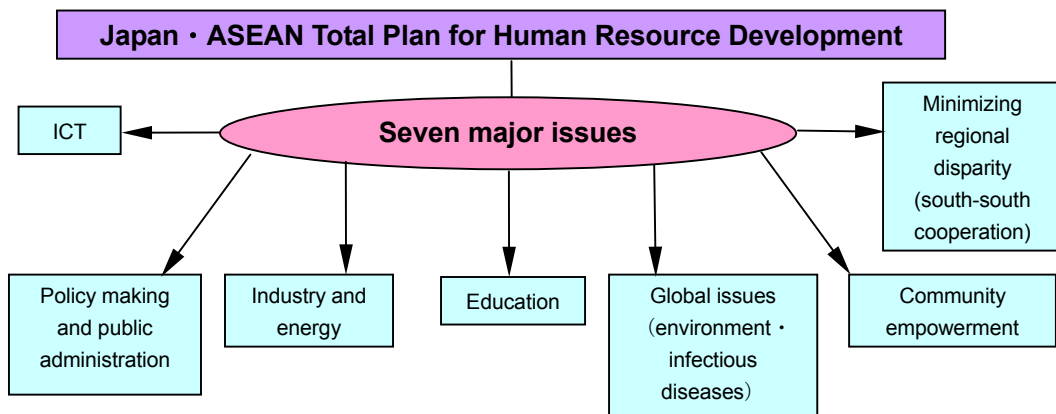 Japan・ASEAN Total Plan for Human Resource Development
Seven major issues
ICT
Minimizing
regional
disparity
(south-south
cooperation)
Policy making
and public
administration
Industry and
energy
Education
Global issues
（environment・
infectious
diseases）
Community
empowerment